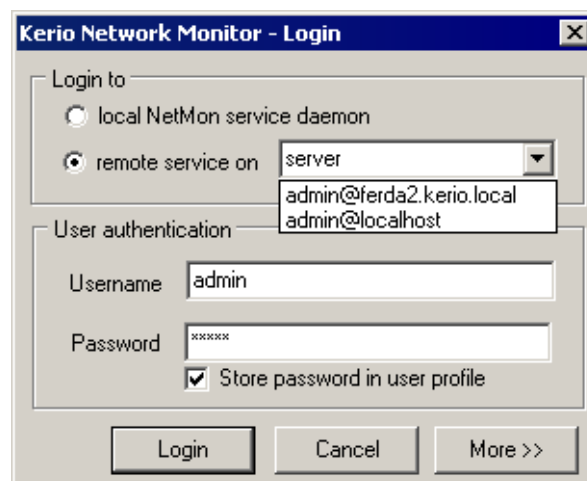 Kerio Network Monitor - Login
Login to
local NetMon service daemon
remote service on server
admin@ferda2.kerio.local
admin@localhost
User authentication
Username admin
Password *****
Store password in user profile
Login Cancel More >>